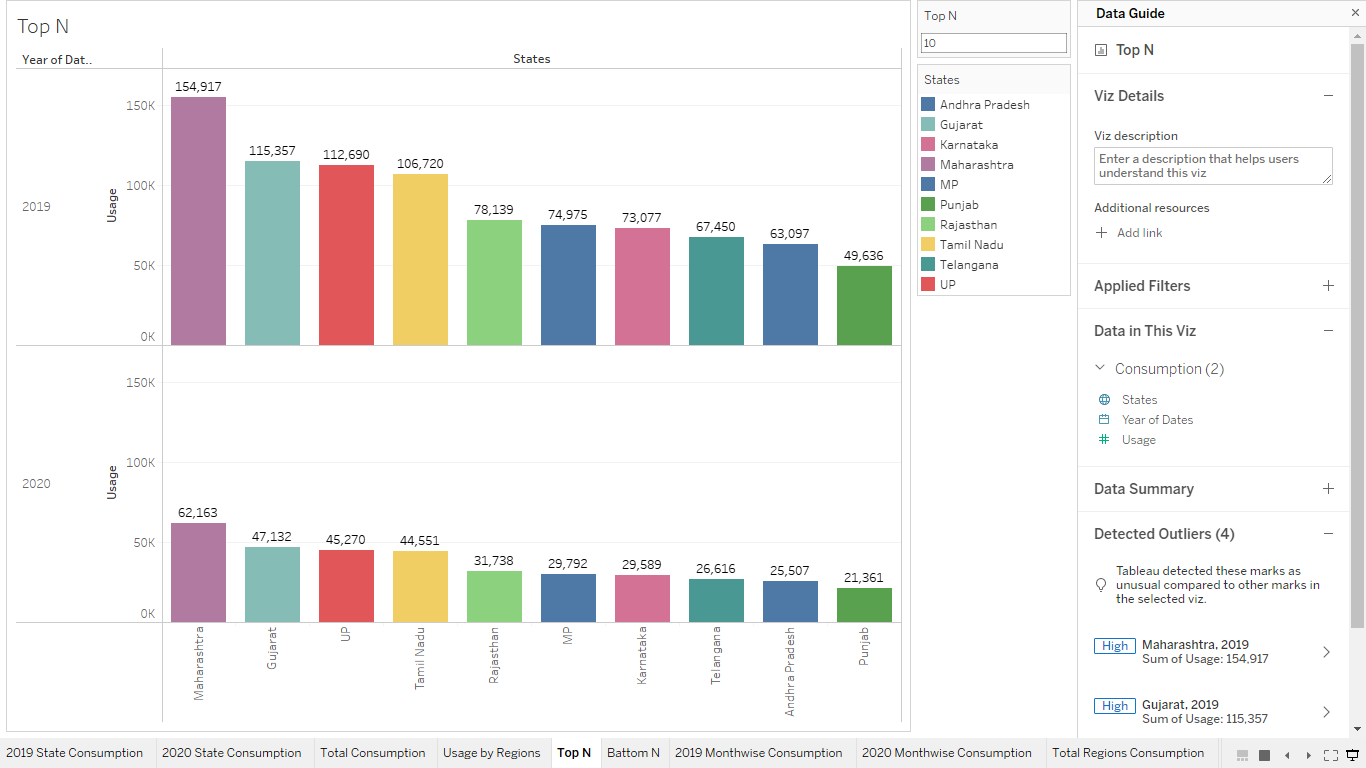 Top N
Year of Dat..
States
2019
Usage
150K
100K
50K
0K
154,917
115,357
112,690
106,720
78,139
74,975
73,077
67,450
63,097
49,636
2020
Usage
150K
100K
50K
0K
62,163
47,132
45,270
44,551
31,738
29,792
29,589
26,616
25,507
21,361
Maharashtra
Gujarat
UP
Tamil Nadu
Rajasthan
MP
Karnataka
Telangana
Andhra Pradesh
Punjab
Top N
10
States
Andhra Pradesh
Gujarat
Karnataka
Maharashtra
MP
Punjab
Rajasthan
Tamil Nadu
Telangana
UP
Data Guide
Top N
Viz Details
Viz description
Enter a description that helps users
understand this viz
Additional resources
Add link
Applied Filters
Data in This Viz
Consumption (2)
States
Year of Dates
Usage
Data Summary
Detected Outliers (4)
Tableau detected these marks as
unusual compared to other marks in
the selected viz.
High
Maharashtra, 2019
Sum of Usage: 154,917
High
Gujarat, 2019
Sum of Usage: 115,357
2019 State Consumption
2020 State Consumption
Total Consumption
Usage by Regions
Top N
Battom N
2019 Monthwise Consumption
2020 Monthwise Consumption
Total Regions Consumption